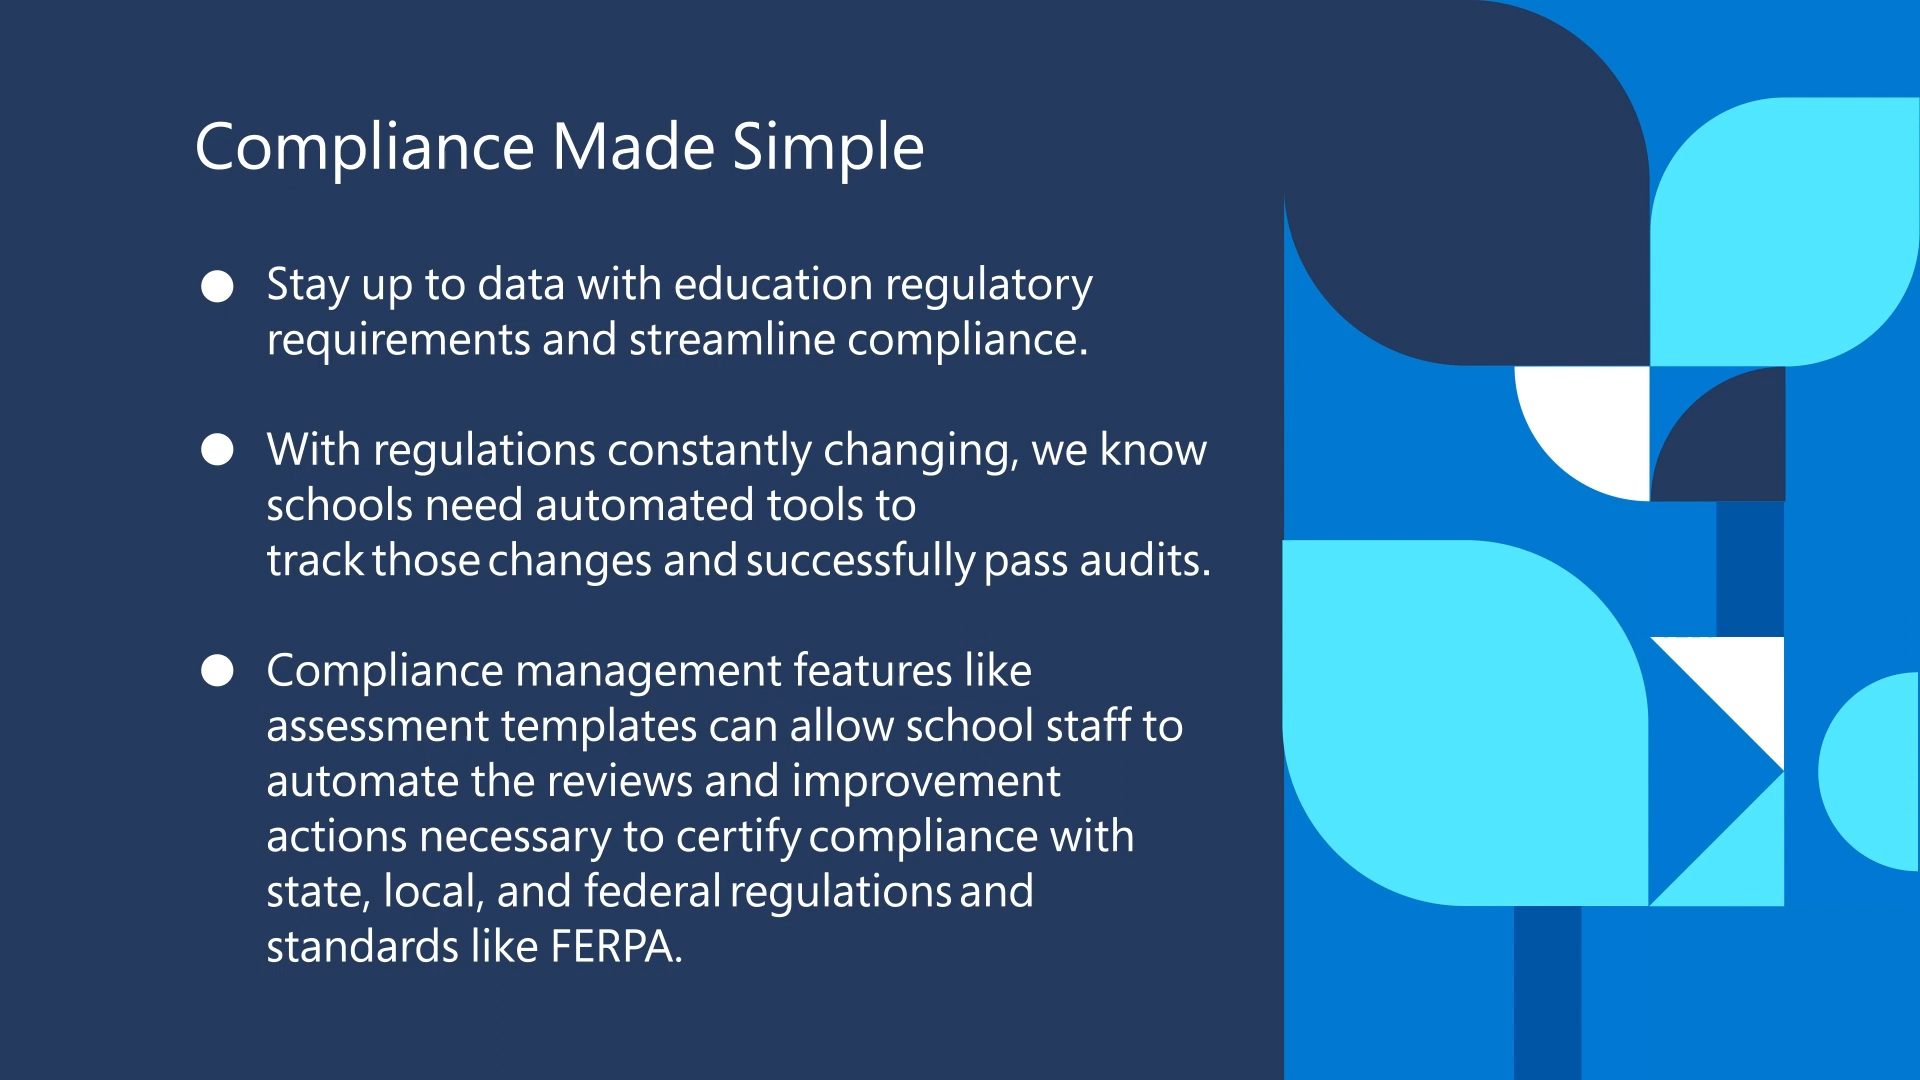 Compliance Made Simple
● Stay up to data with education regulatory
requirements and streamline compliance.
● With regulations constantly changing, we know
schools need automated tools to
track those changes and successfully pass audits.
● Compliance management features like
assessment templates can allow school staff to
automate the reviews and improvement
actions necessary to certify compliance with
state, local, and federal regulations and
standards like FERPA.